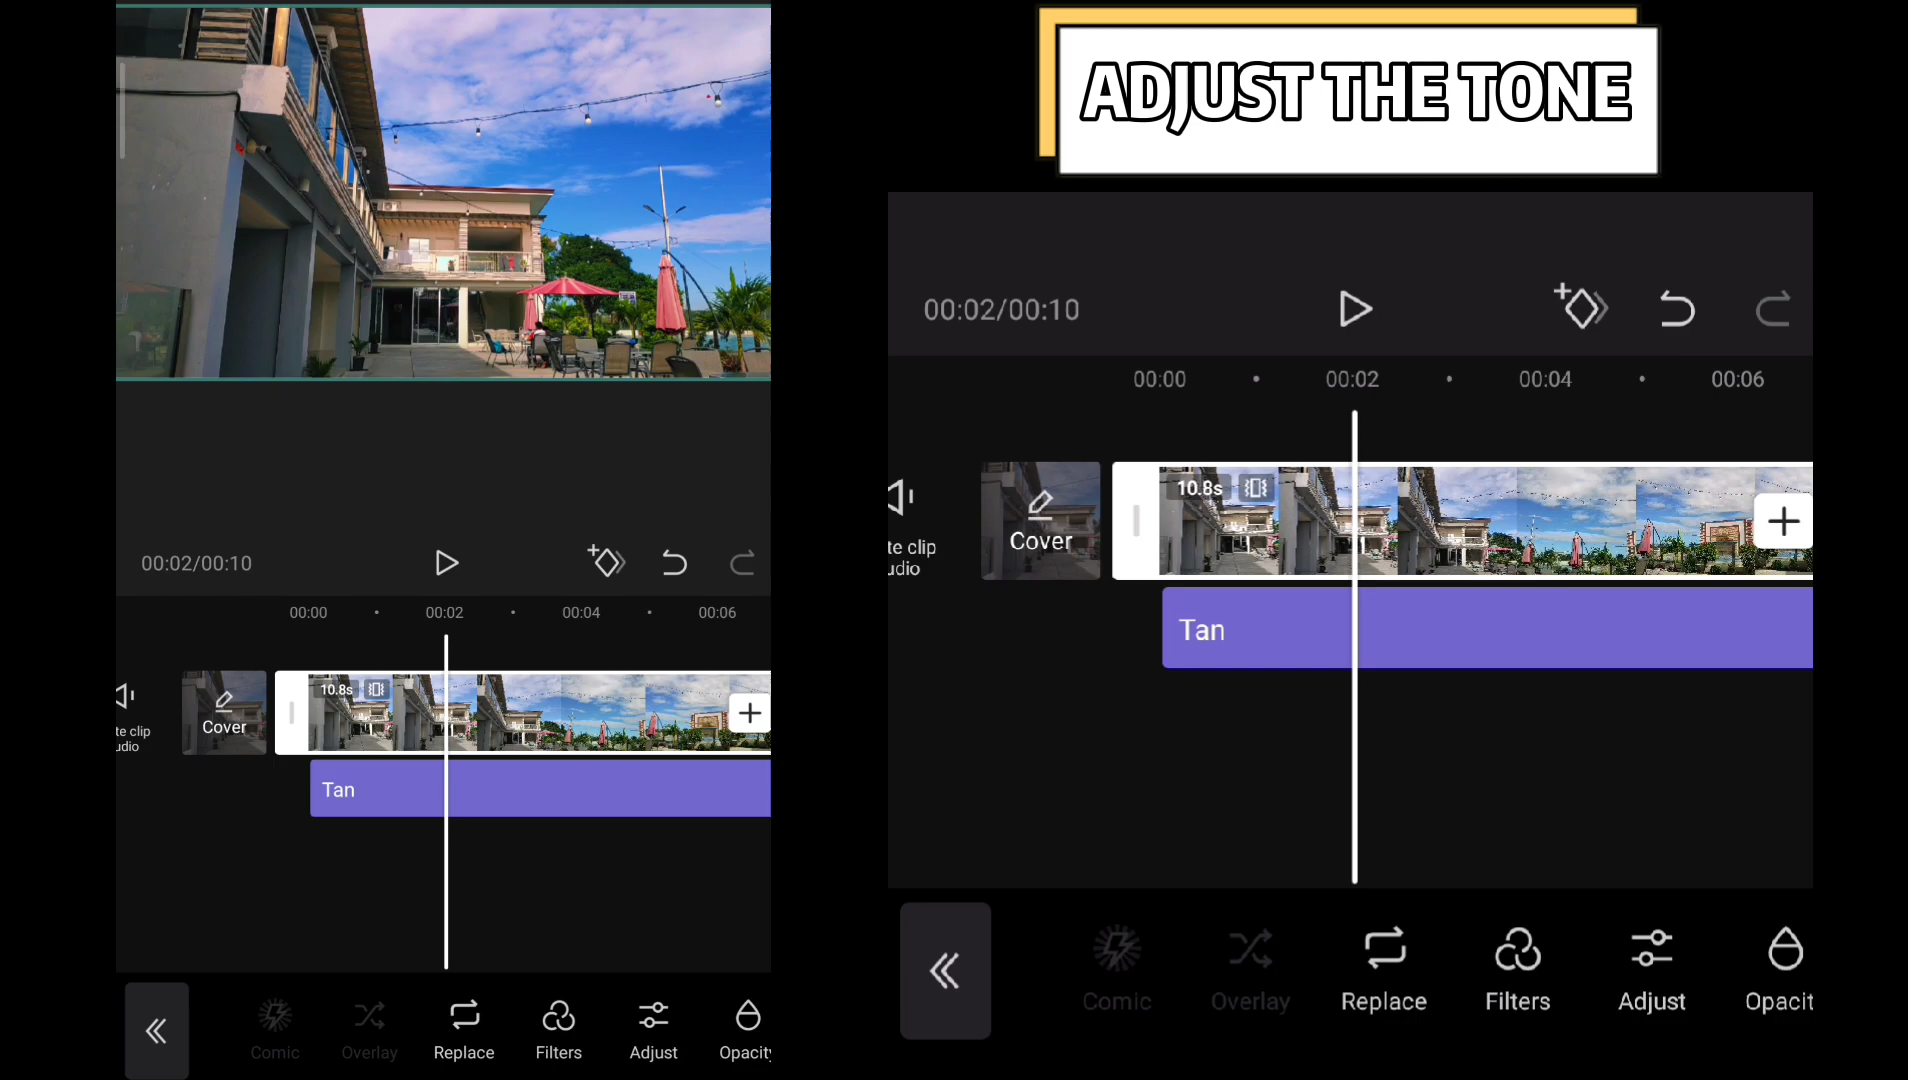 ADJUST THE TONE
00:02/00:10
00:00
00:02
00:04
00:06
te clip
udio
Cover
10.8s
Tan
Comic
Overlay
Replace
Filters
Adjust
Opacity
00:02/00:10
00:00
00:02
00:04
00:06
te clip
udio
Cover
10.8s
Tan
Comic
Overlay
Replace
Filters
Adjust
Opacit